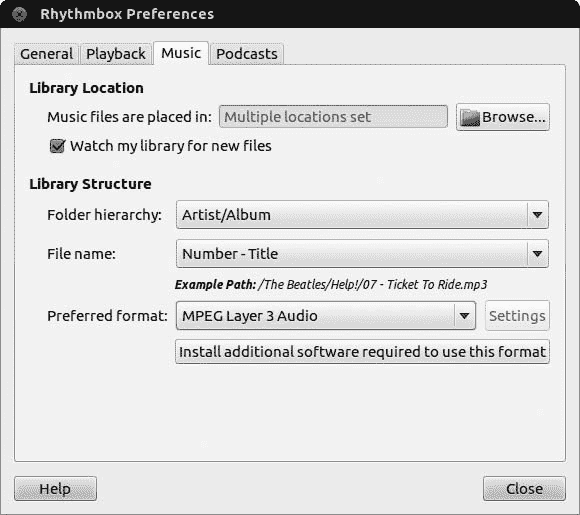 Rhythmbox Preferences
General Playback Music Podcasts
Library Location
Music files are placed in: Multiple locations set Browse...
Watch my library for new files
Library Structure
Folder hierarchy: Artist/Album
File name: Number - Title
Example Path: /The Beatles/Help!/07 - Ticket To Ride.mp3
Preferred format: MPEG Layer 3 Audio Settings
Install additional software required to use this format
Help Close